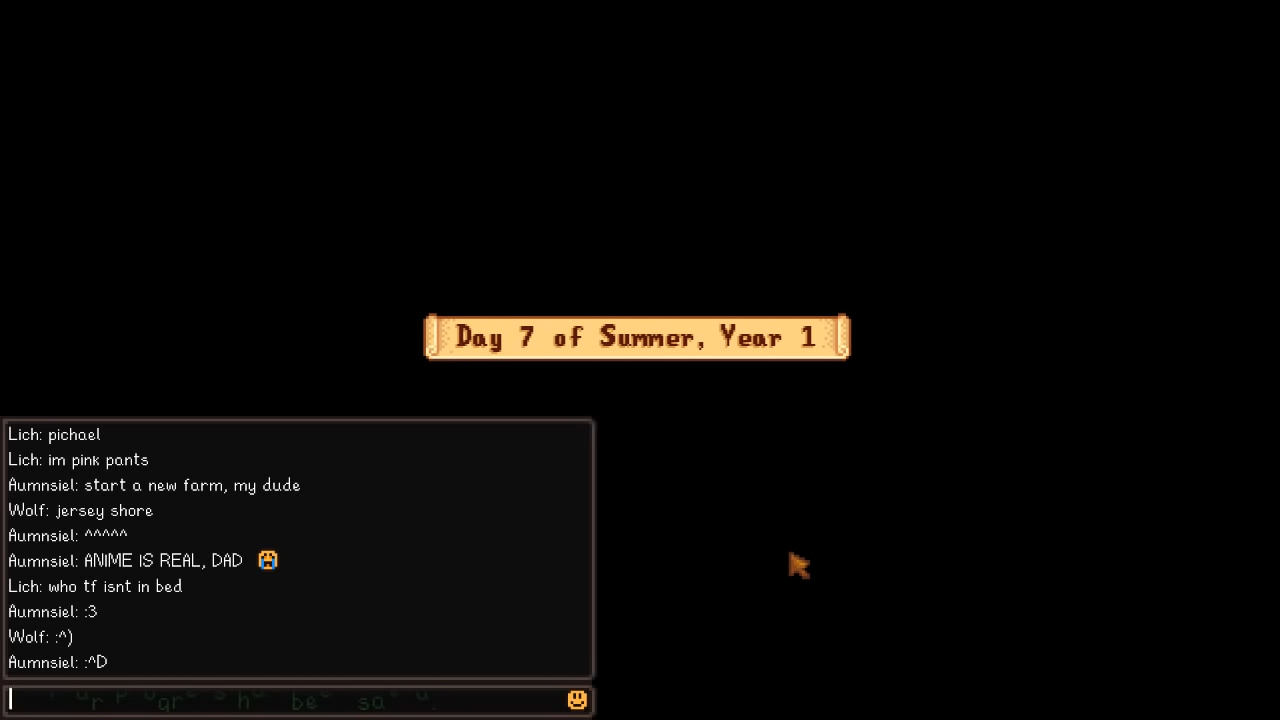 Day 7 of Summer, Year 1
Lich: pichael
Lich: im pink pants
Aumnsiel: start a new farm, my dude
Wolf: jersey shore
Aumnsiel: ^^^^^
Aumnsiel: ANIME IS REAL, DAD
Lich: who tf isnt in bed
Aumnsiel: :3
Wolf: :^)
Aumnsiel: :^D